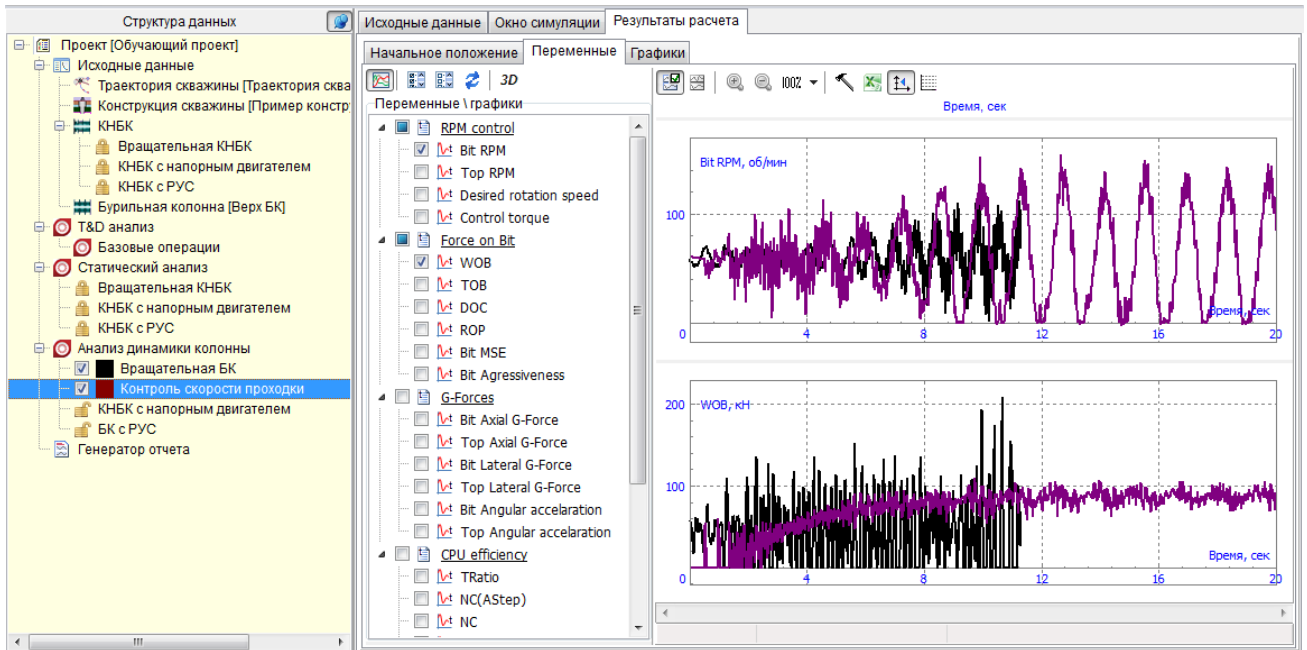 Структура данных
Проект [Обучающий проект]
Исходные данные
Траектория скважины [Траектория сква
Конструкция скважины [Пример констр
КНБК
Вращательная КНБК
КНБК с напорным двигателем
КНБК с РУС
Бурильная колонна [Верх БК]
T&D анализ
Базовые операции
Статический анализ
Вращательная КНБК
КНБК с напорным двигателем
КНБК с РУС
Анализ динамики колонны
Вращательная БК
Контроль скорости проходки
КНБК с напорным двигателем
БК с РУС
Генератор отчета
Исходные данные Окно симуляции Результаты расчета
Начальное положение Переменные Графики
3D
Переменные \ графики
RPM control
Bit RPM
Top RPM
Desired rotation speed
Control torque
Force on Bit
WOB
TOB
DOC
ROP
Bit MSE
Bit Agressiveness
G-Forces
Bit Axial G-Force
Top Axial G-Force
Bit Lateral G-Force
Top Lateral G-Force
Bit Angular accelaration
Top Angular accelaration
CPU efficiency
TRatio
NC(AStep)
NC
100%
Время, сек
Bit RPM, об/мин
100
Время, сек
0 4 8 12 16 20
200 WOB, кН
100
Время, сек
0 4 8 12 16 20